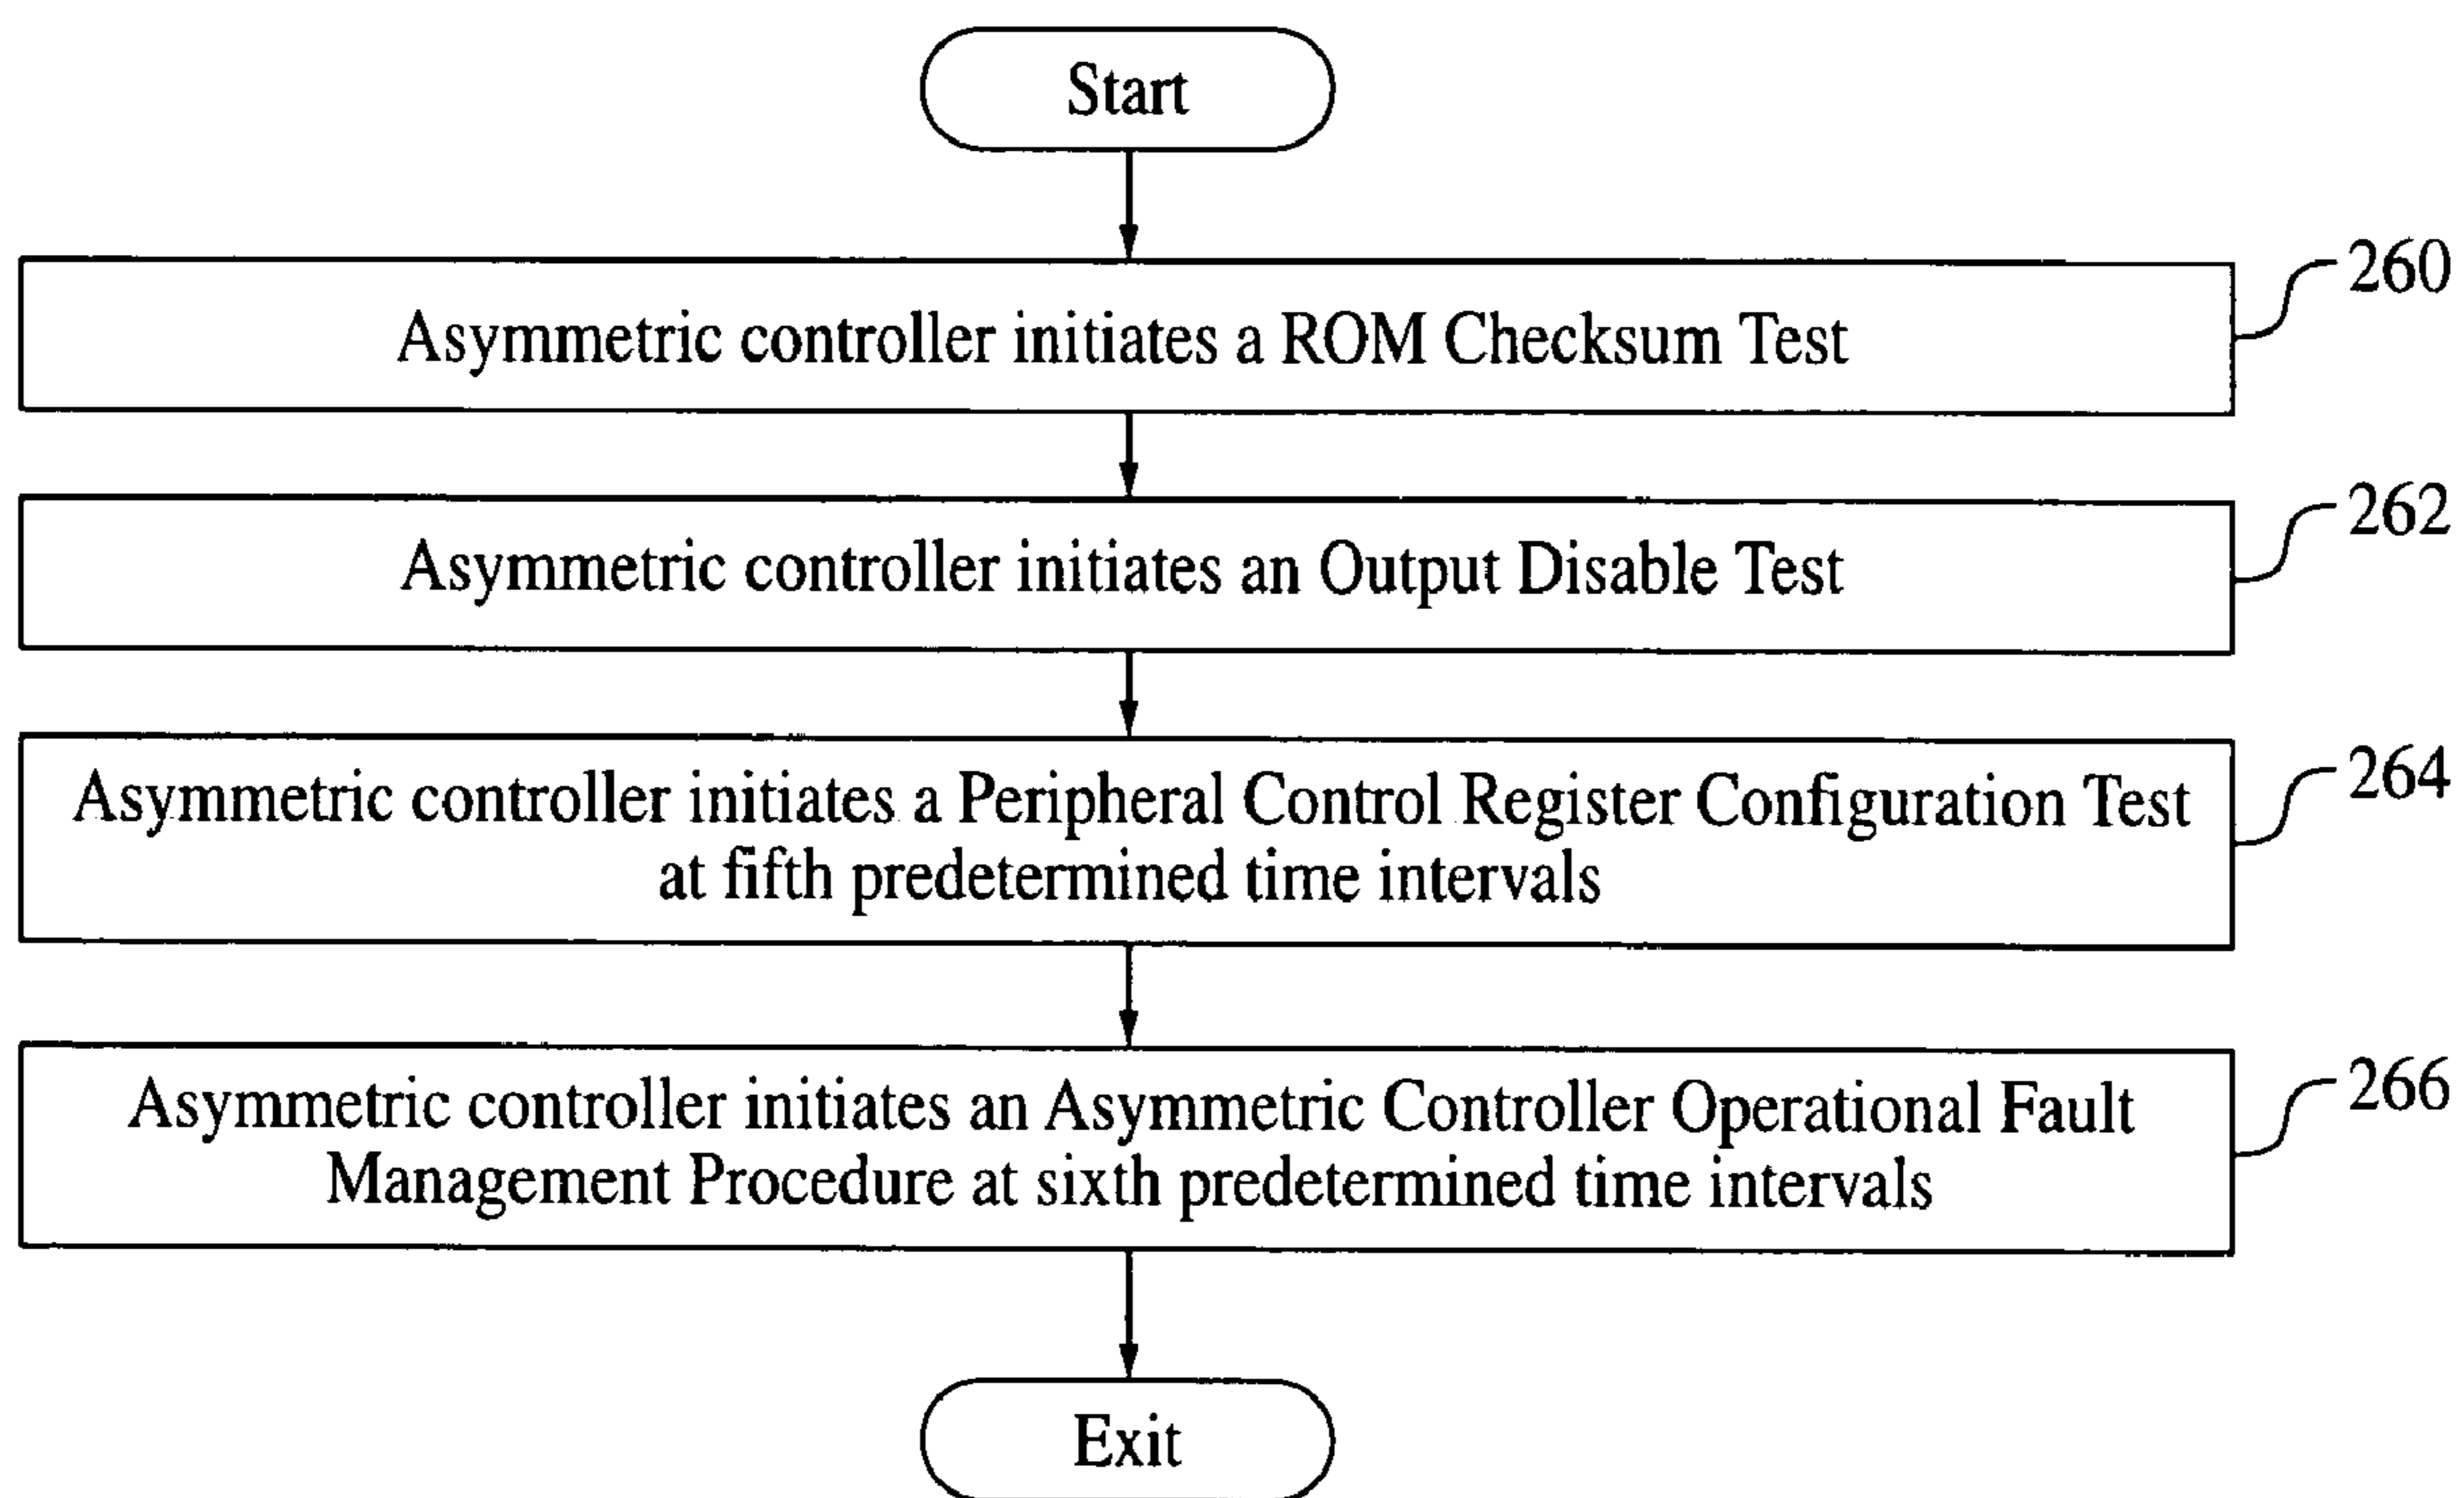 Start
Asymmetric controller initiates a ROM Checksum Test
260
Asymmetric controller initiates an Output Disable Test
262
Asymmetric controller initiates a Peripheral Control Register Configuration Test
at fifth predetermined time intervals
264
Asymmetric controller initiates an Asymmetric Controller Operational Fault
Management Procedure at sixth predetermined time intervals
266
Exit